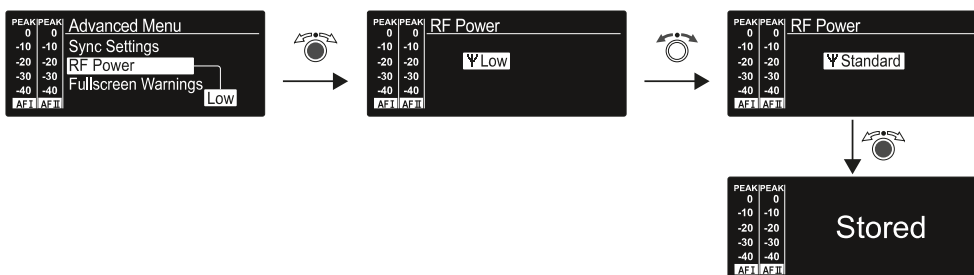 PEAK PEAK
0 0
-10 -10
-20 -20
-30 -30
-40 -40
AF I AF II
Advanced Menu
Sync Settings
RF Power
Fullscreen Warnings
Low
PEAK PEAK
0 0
-10 -10
-20 -20
-30 -30
-40 -40
AF I AF II
RF Power
Low
PEAK PEAK
0 0
-10 -10
-20 -20
-30 -30
-40 -40
AF I AF II
RF Power
Standard
PEAK PEAK
0 0
-10 -10
-20 -20
-30 -30
-40 -40
AF I AF II
Stored